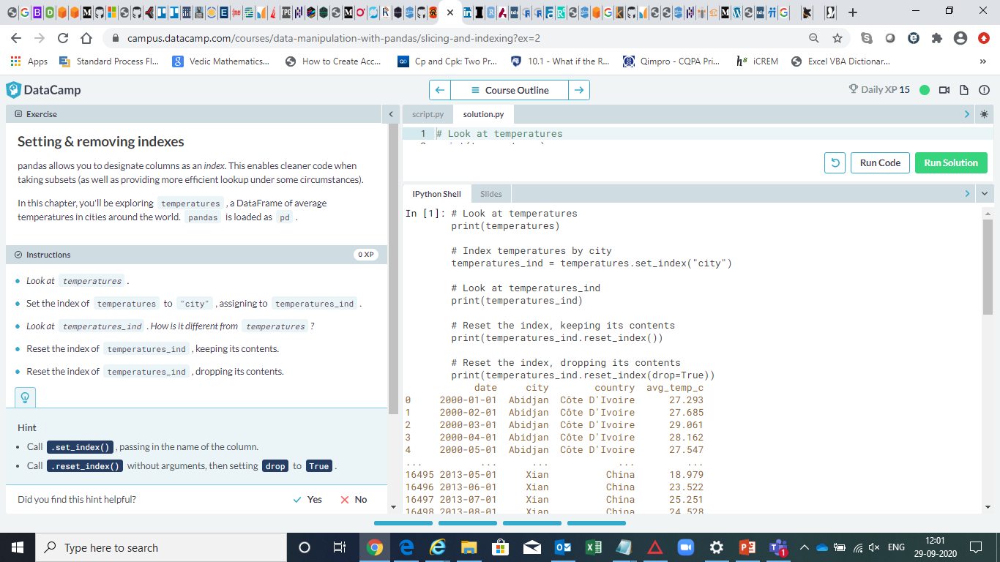 campus.datacamp.com/courses/data-manipulation-with-pandas/slicing-and-indexing?ex=2
Apps
Standard Process Fl...
Vedic Mathematics...
How to Create Acc...
Cp and Cpk: Two Pr...
10.1 - What if the R...
Qimpro - CQPA Pri...
iCREM
Excel VBA Dictionar...
»
DataCamp
Course Outline
Daily XP 15
Exercise
Setting & removing indexes
pandas allows you to designate columns as an index. This enables cleaner code when
taking subsets (as well as providing more efficient lookup under some circumstances).
In this chapter, you'll be exploring temperatures , a DataFrame of average
temperatures in cities around the world. pandas is loaded as pd .
Instructions
0 XP
• Look at temperatures .
• Set the index of temperatures to "city" , assigning to temperatures_ind .
• Look at temperatures_ind . How is it different from temperatures ?
• Reset the index of temperatures_ind , keeping its contents.
• Reset the index of temperatures_ind , dropping its contents.
Hint
• Call .set_index() , passing in the name of the column.
• Call .reset_index() without arguments, then setting drop to True .
Did you find this hint helpful?
Yes
No
script.py
solution.py
1 # Look at temperatures
Run Code
Run Solution
IPython Shell
Slides
In [1]: # Look at temperatures
print(temperatures)
# Index temperatures by city
temperatures_ind = temperatures.set_index("city")
# Look at temperatures_ind
print(temperatures_ind)
# Reset the index, keeping its contents
print(temperatures_ind.reset_index())
# Reset the index, dropping its contents
print(temperatures_ind.reset_index(drop=True))
date city country avg_temp_c
0 2000-01-01 Abidjan Côte D'Ivoire 27.293
1 2000-02-01 Abidjan Côte D'Ivoire 27.685
2 2000-03-01 Abidjan Côte D'Ivoire 29.061
3 2000-04-01 Abidjan Côte D'Ivoire 28.162
4 2000-05-01 Abidjan Côte D'Ivoire 27.547
... ... ... ... ...
16495 2013-05-01 Xian China 18.979
16496 2013-06-01 Xian China 23.522
16497 2013-07-01 Xian China 25.251
16498 2013-08-01 Xian China 24.528
Type here to search
ENG
12:01
29-09-2020